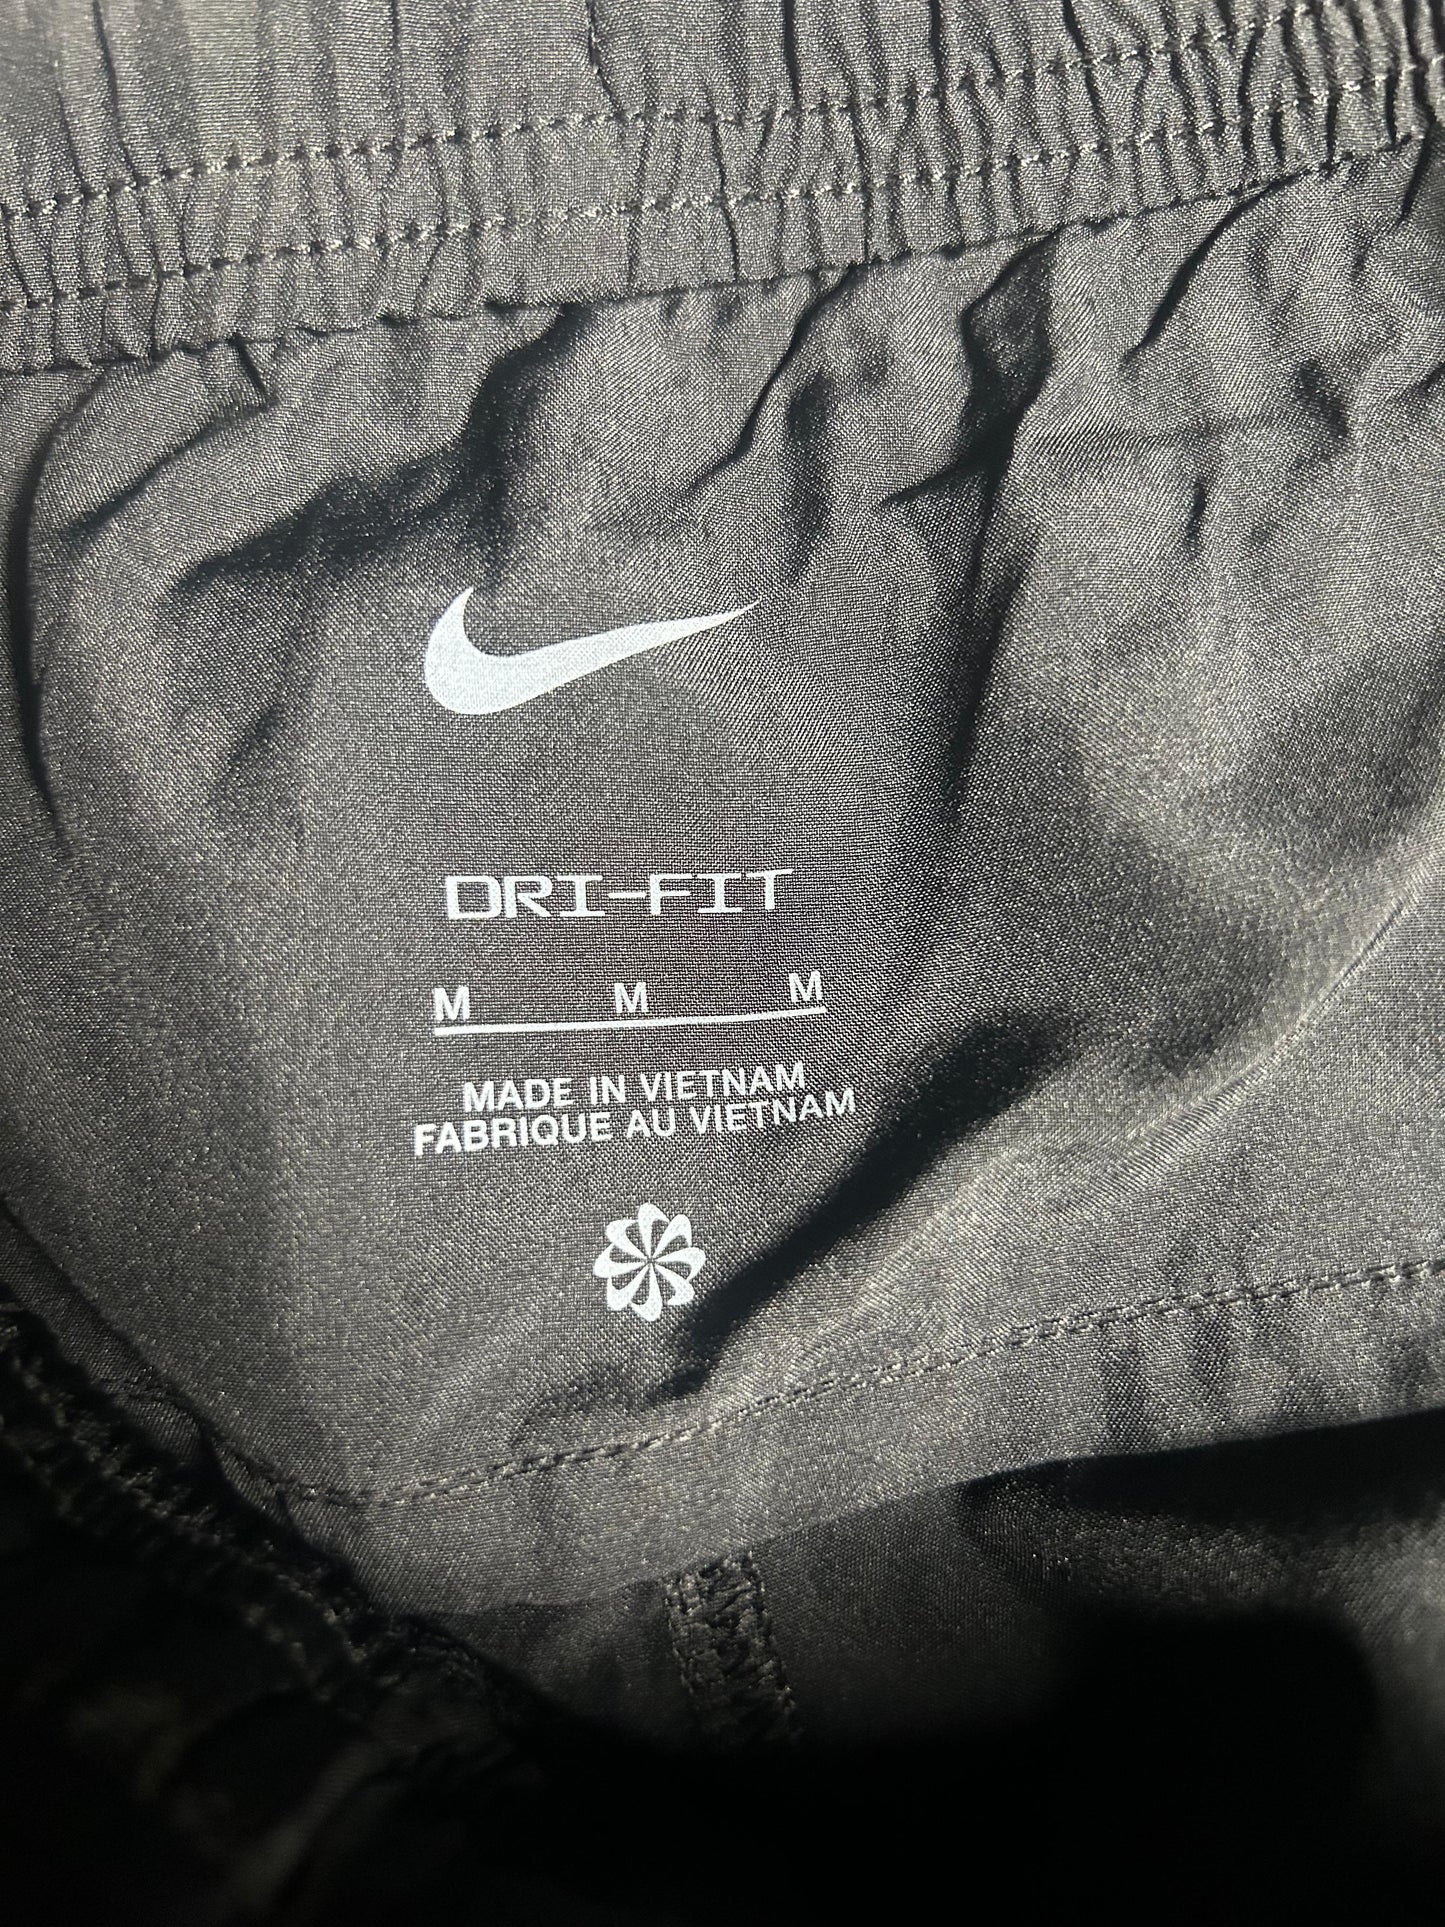 DRI-FIT
M M M
MADE IN VIETNAM
FABRIQUE AU VIETNAM